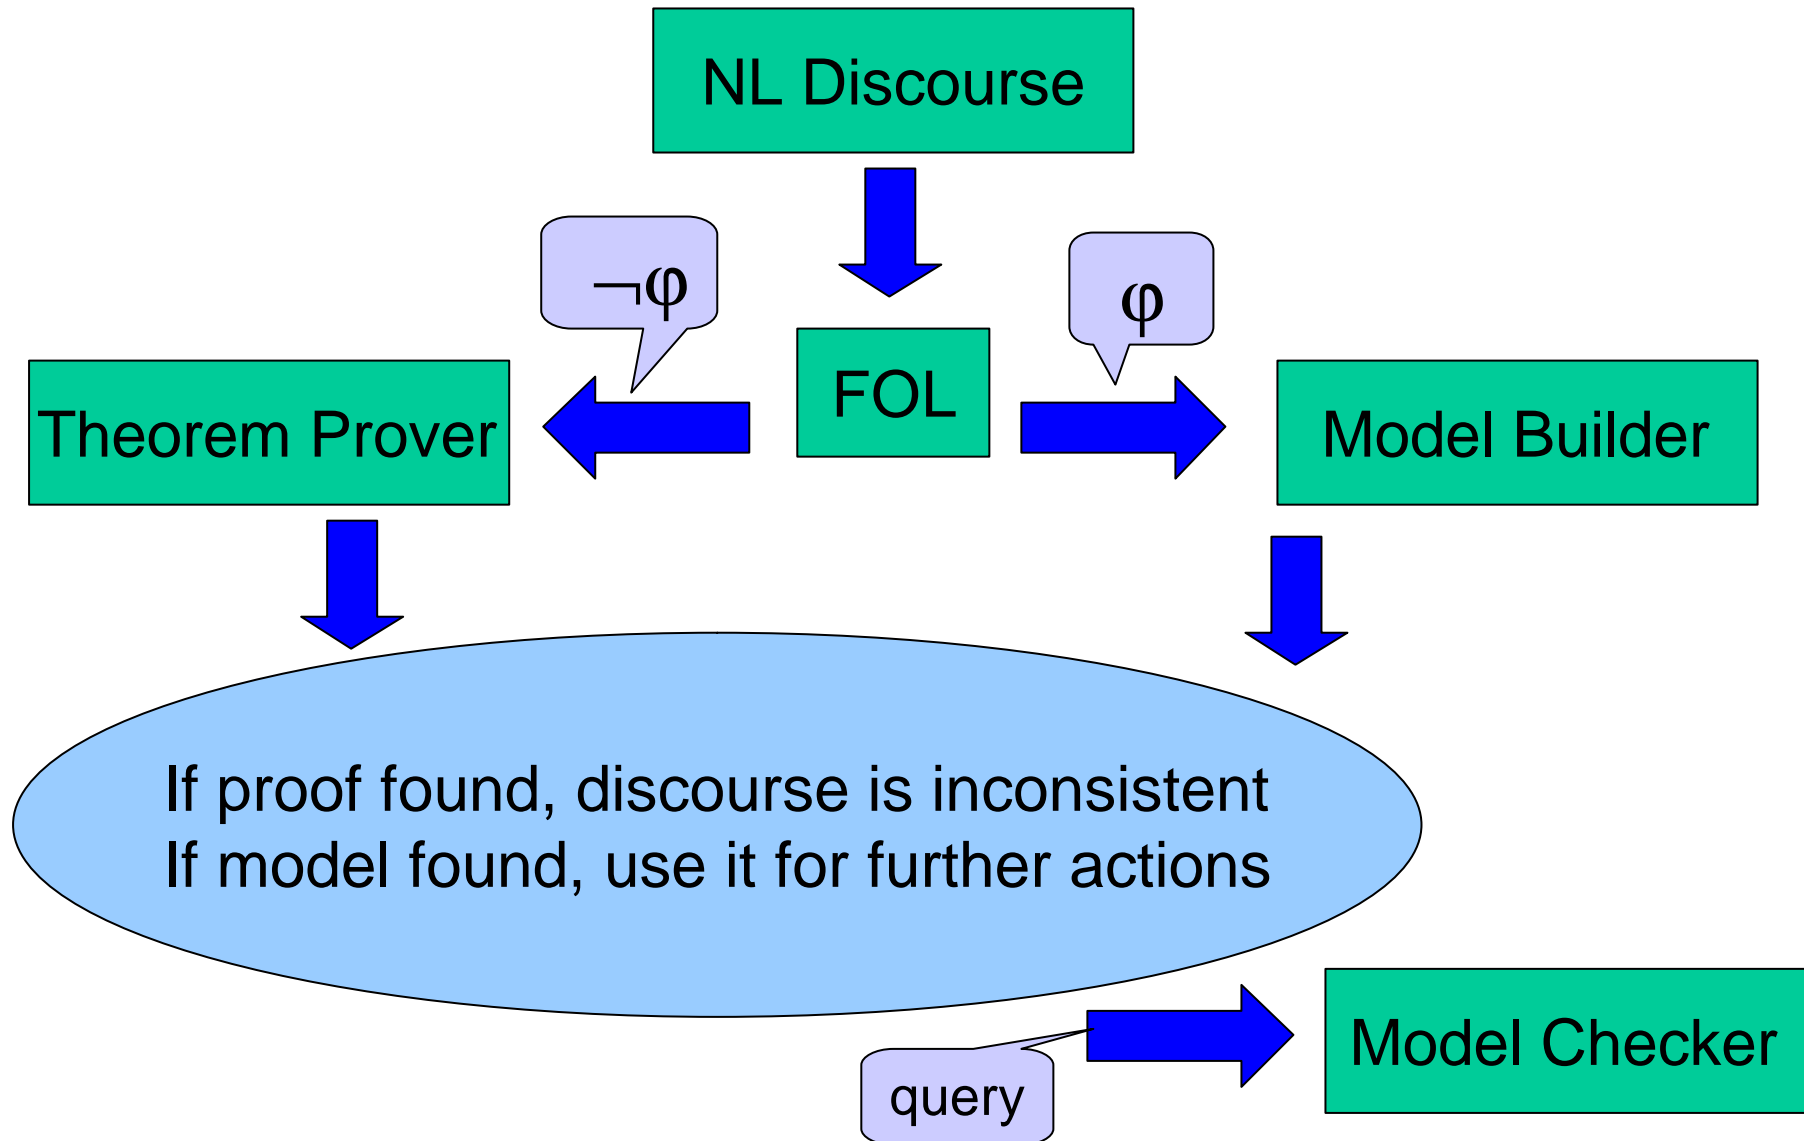 NL Discourse
¬φ
φ
FOL
Theorem Prover
Model Builder
If proof found, discourse is inconsistent
If model found, use it for further actions
Model Checker
query